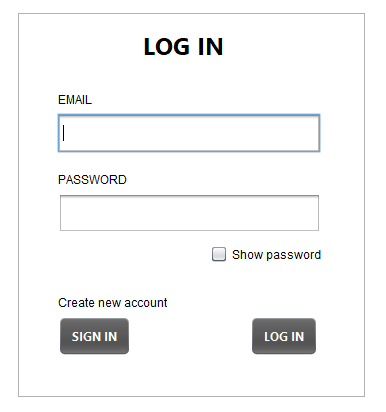 LOG IN
EMAIL
PASSWORD
Show password
Create new account
SIGN IN
LOG IN